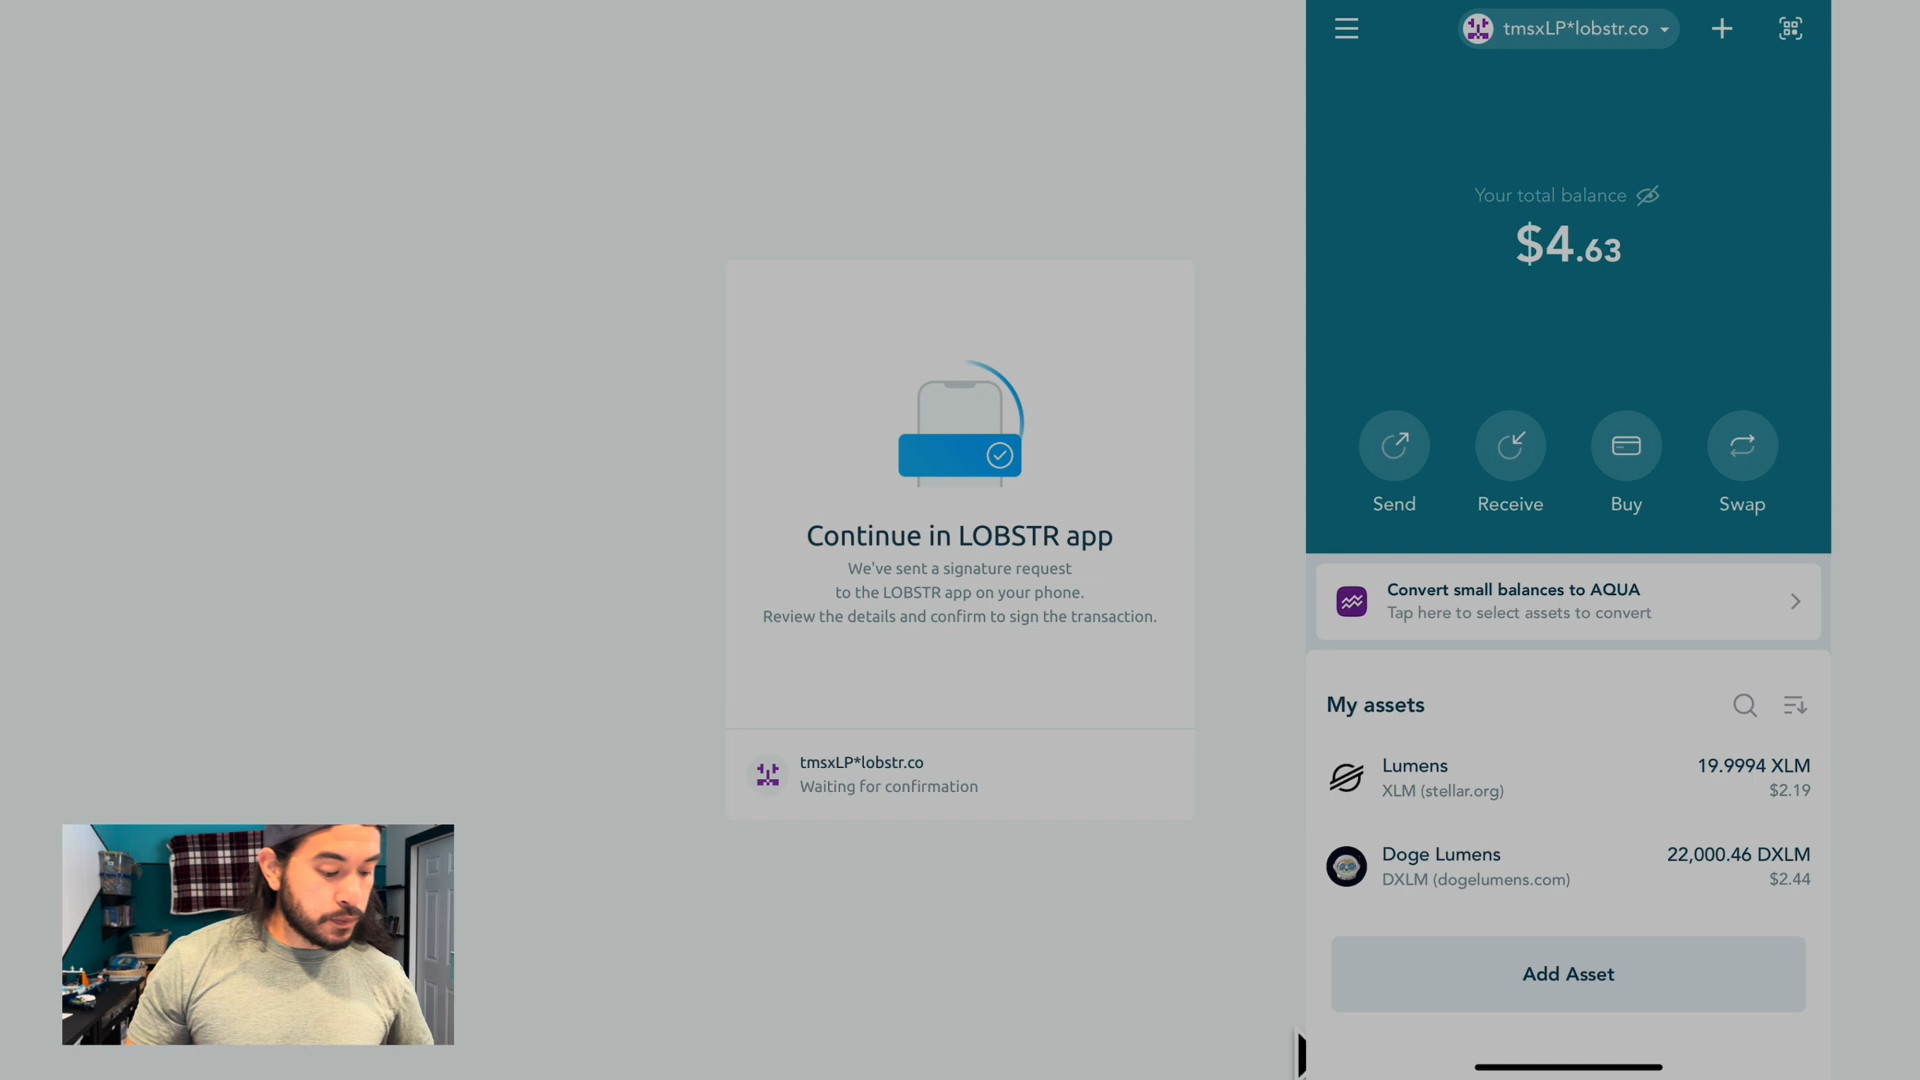 Continue in LOBSTR app
We've sent a signature request
to the LOBSTR app on your phone.
Review the details and confirm to sign the transaction.
tmsxLP*lobstr.co
Waiting for confirmation
tmsxLP*lobstr.co
Your total balance
$4.63
Send
Receive
Buy
Swap
Convert small balances to AQUA
Tap here to select assets to convert
My assets
Lumens
19.9994 XLM
XLM (stellar.org)
$2.19
Doge Lumens
22,000.46 DXLM
DXLM (dogelumens.com)
$2.44
Add Asset